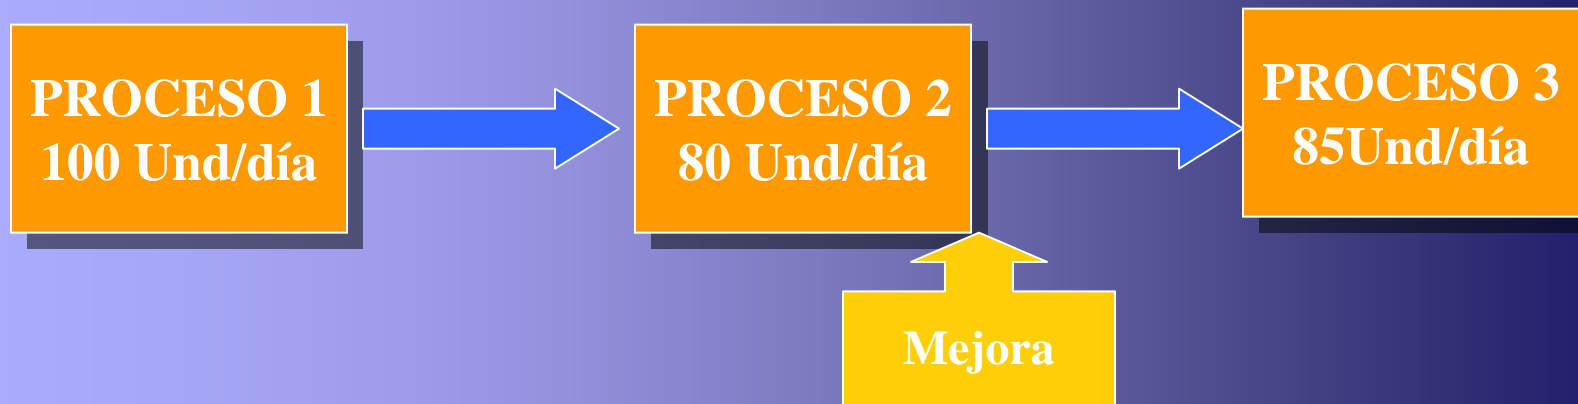 PROCESO 1
100 Und/día
PROCESO 2
80 Und/día
PROCESO 3
85Und/día
Mejora